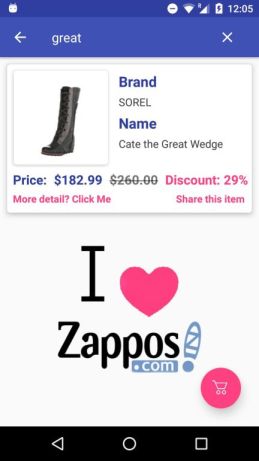 12:05
great
Brand
SOREL
Name
Cate the Great Wedge
Price: $182.99 $260.00 Discount: 29%
More detail? Click Me Share this item
I
Zappos
.com